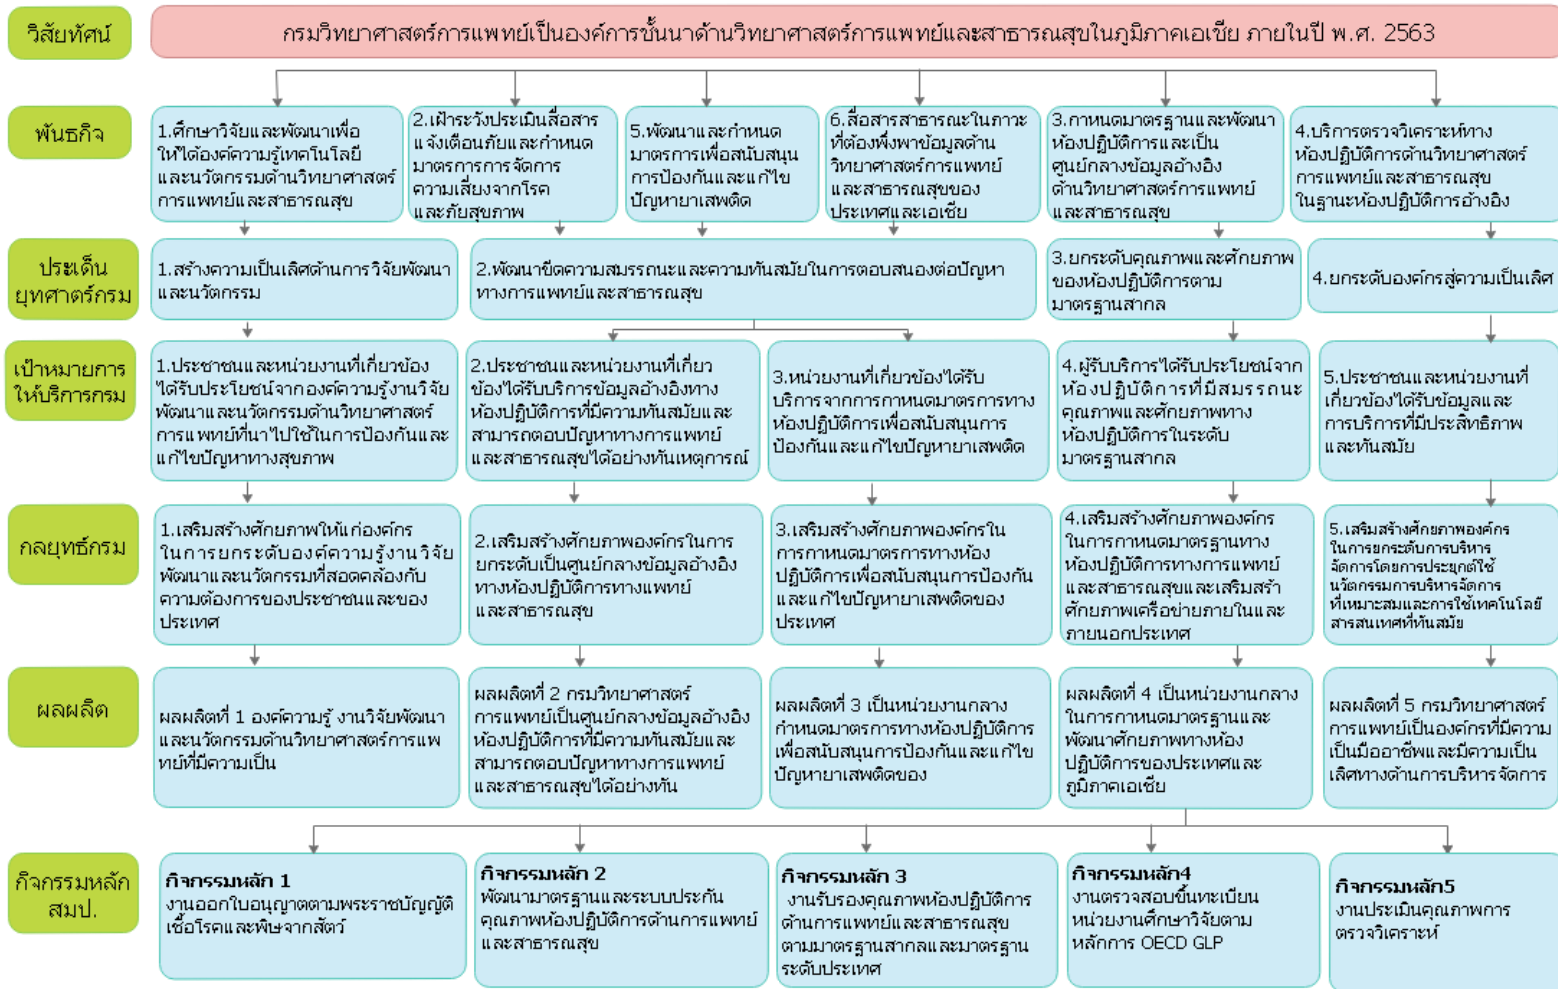 วิสัยทัศน์
กรมวิทยาศาสตร์การแพทย์เป็นองค์การชั้นนาด้านวิทยาศาสตร์การแพทย์และสาธารณสุขในภูมิภาคเอเชีย ภายในปี พ.ศ. 2563
พันธกิจ
1.ศึกษาวิจัยและพัฒนาเพื่อ
ให้ได้องค์ความรู้เทคโนโลยี
และนวัตกรรมด้านวิทยาศาสตร์
การแพทย์และสาธารณสุข
2.เฝ้าระวังประเมินสื่อสาร
แจ้งเตือนภัยและกำหนด
มาตรการการจัดการ
ความเสี่ยงจากโรค
และภัยสุขภาพ
5.พัฒนาและกำหนด
มาตรการเพื่อสนับสนุน
การป้องกันและแก้ไข
ปัญหายาเสพติด
6.สื่อสารสาธารณะในภาวะ
ที่ต้องพึ่งพาข้อมูลด้าน
วิทยาศาสตร์การแพทย์
และสาธารณสุขของ
ประเทศและเอเชีย
3.กาหนดมาตรฐานและพัฒนา
ห้องปฏิบัติการและเป็น
ศูนย์กลางข้อมูลอ้างอิง
ด้านวิทยาศาสตร์การแพทย์
และสาธารณสุข
4.บริการตรวจวิเคราะห์ทาง
ห้องปฏิบัติการด้านวิทยาศาสตร์
การแพทย์และสาธารณสุข
ในฐานะห้องปฏิบัติการอ้างอิง
ประเด็น
ยุทศาตร์กรม
1.สร้างความเป็นเลิศด้านการวิจัยพัฒนา
และนวัตกรรม
2.พัฒนาขีดความสมรรถนะและความทันสมัยในการตอบสนองต่อปัญหา
ทางการแพทย์และสาธารณสุข
3.ยกระดับคุณภาพและศักยภาพ
ของห้องปฏิบัติการตาม
มาตรฐานสากล
4.ยกระดับองค์กรสู่ความเป็นเลิศ
เป้าหมายการ
ให้บริการกรม
1.ประชาชนและหน่วยงานที่เกี่ยวข้อง
ได้รับประโยชน์จากองค์ความรู้งานวิจัย
พัฒนาและนวัตกรรมด้านวิทยาศาสตร์
การแพทย์ที่นาไปใช้ในการป้องกันและ
แก้ไขปัญหาทางสุขภาพ
2.ประชาชนและหน่วยงานที่เกี่ยว
ข้องได้รับบริการข้อมูลอ้างอิงทาง
ห้องปฏิบัติการที่มีความทันสมัยและ
สามารถตอบปัญหาทางการแพทย์
และสาธารณสุขได้อย่างทันเหตุการณ์
3.หน่วยงานที่เกี่ยวข้องได้รับ
บริการจากการกาหนดมาตรการทาง
ห้องปฏิบัติการเพื่อสนับสนุนการ
ป้องกันและแก้ไขปัญหายาเสพติด
4.ผู้รับบริการได้รับประโยชน์จาก
ห้องปฏิบัติการที่มีสมรรถนะ
คุณภาพและศักยภาพทาง
ห้องปฏิบัติการในระดับ
มาตรฐานสากล
5.ประชาชนและหน่วยงานที่
เกี่ยวข้องได้รับข้อมูลและ
การบริการที่มีประสิทธิภาพ
และทันสมัย
กลยุทธ์กรม
1.เสริมสร้างศักยภาพให้แก่องค์กร
ในการยกระดับองค์ความรู้งานวิจัย
พัฒนาและนวัตกรรมที่สอดคล้องกับ
ความต้องการของประชาชนและของ
ประเทศ
2.เสริมสร้างศักยภาพองค์กรในการ
ยกระดับเป็นศูนย์กลางข้อมูลอ้างอิง
ทางห้องปฏิบัติการทางแพทย์
และสาธารณสุข
3.เสริมสร้างศักยภาพองค์กรใน
การกาหนดมาตรการทางห้อง
ปฏิบัติการเพื่อสนับสนุนการป้องกัน
และแก้ไขปัญหายาเสพติดของ
ประเทศ
4.เสริมสร้างศักยภาพองค์กร
ในการกาหนดมาตรฐานทาง
ห้องปฏิบัติการทางการแพทย์
และสาธารณสุขและเสริมสร้า
ศักยภาพเครือข่ายภายในและ
ภายนอกประเทศ
5.เสริมสร้างศักยภาพองค์กร
ในการยกระดับการบริหาร
จัดการโดยการประยุกต์ใช้
นวัตกรรมการบริหารจัดการ
ที่เหมาะสมและการใช้เทคโนโลยี
สารสนเทศที่ทันสมัย
ผลผลิต
ผลผลิตที่ 1 องค์ความรู้ งานวิจัยพัฒนา
และนวัตกรรมด้านวิทยาศาสตร์การแพ
ทย์ที่มีความเป็น
ผลผลิตที่ 2 กรมวิทยาศาสตร์
การแพทย์เป็นศูนย์กลางข้อมูลอ้างอิง
ห้องปฏิบัติการที่มีความทันสมัยและ
สามารถตอบปัญหาทางการแพทย์
และสาธารณสุขได้อย่างทัน
ผลผลิตที่ 3 เป็นหน่วยงานกลาง
กำหนดมาตรการทางห้องปฏิบัติการ
เพื่อสนับสนุนการป้องกันและแก้ไข
ปัญหายาเสพติดของ
ผลผลิตที่ 4 เป็นหน่วยงานกลาง
ในการกาหนดมาตรฐานและ
พัฒนาศักยภาพทางห้อง
ปฏิบัติการของประเทศและ
ภูมิภาคเอเชีย
ผลผลิตที่ 5 กรมวิทยาศาสตร์
การแพทย์เป็นองค์กรที่มีความ
เป็นมืออาชีพและมีความเป็น
เลิศทางด้านการบริหารจัดการ
กิจกรรมหลัก
สมป.
กิจกรรมหลัก 1
งานออกใบอนุญาตตามพระราชบัญญัติ
เชื้อโรคและพิษจากสัตว์
กิจกรรมหลัก 2
พัฒนามาตรฐานและระบบประกัน
คุณภาพห้องปฏิบัติการด้านการแพทย์
และสาธารณสุข
กิจกรรมหลัก 3
งานรับรองคุณภาพห้องปฏิบัติการ
ด้านการแพทย์และสาธารณสุข
ตามมาตรฐานสากลและมาตรฐาน
ระดับประเทศ
กิจกรรมหลัก4
งานตรวจสอบขึ้นทะเบียน
หน่วยงานศึกษาวิจัยตาม
หลักการ OECD GLP
กิจกรรมหลัก5
งานประเมินคุณภาพการ
ตรวจวิเคราะห์